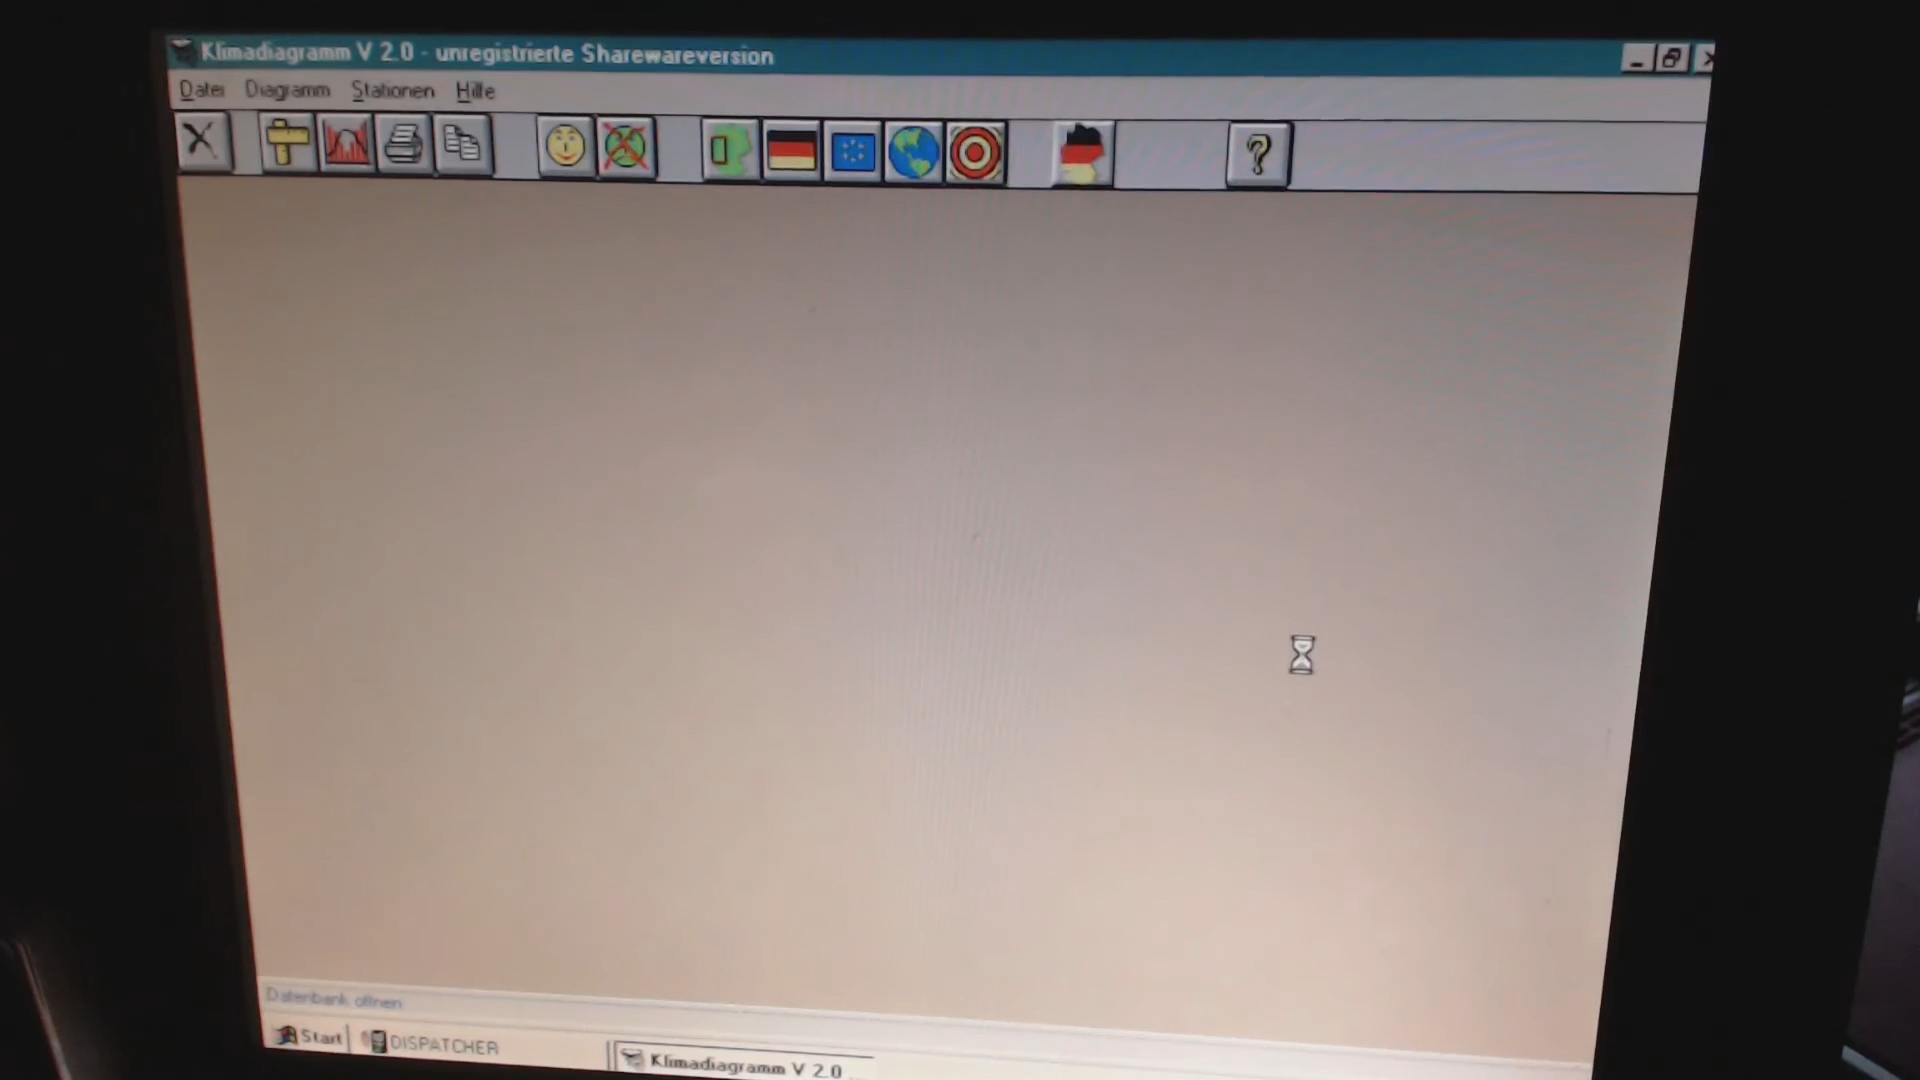 Klimadiagramm V 2.0 - unregistrierte Sharewareversion
Datei Diagramm Stationen Hilfe
?
Datenbank öffnen
Start DISPATCHER Klimadiagramm V 2.0 ...